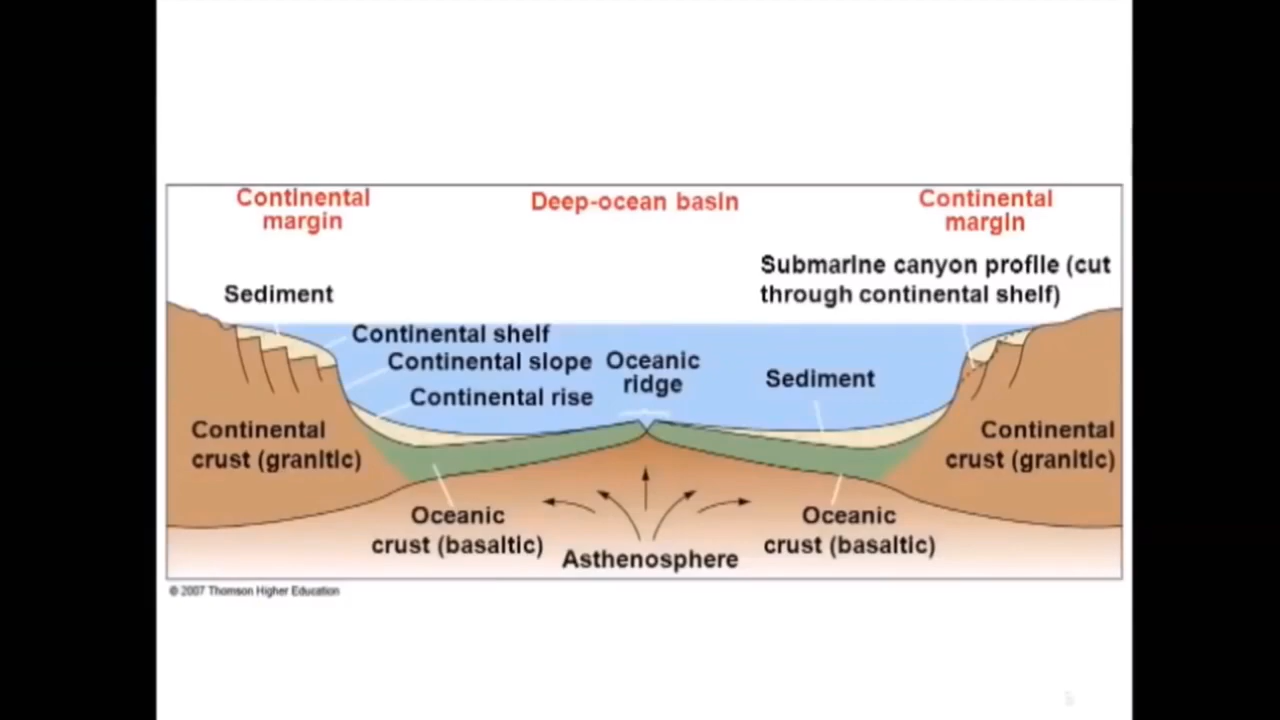 Continental
margin
Deep-ocean basin
Continental
margin
Submarine canyon profile (cut
through continental shelf)
Sediment
Continental shelf
Continental slope
Continental rise
Oceanic
ridge
Sediment
Continental
crust (granitic)
Continental
crust (granitic)
Oceanic
crust (basaltic)
Asthenosphere
Oceanic
crust (basaltic)
© 2007 Thomson Higher Education